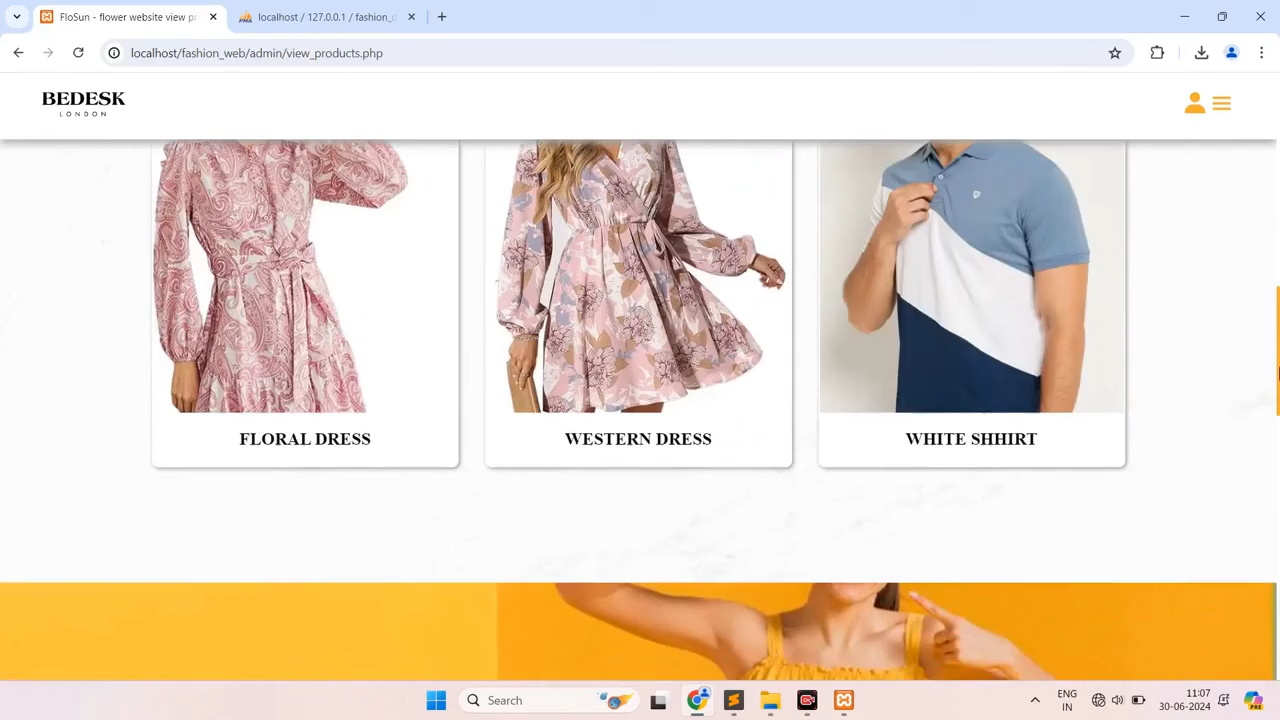 FloSun - flower website view pr
localhost / 127.0.0.1 / fashion_d
localhost/fashion_web/admin/view_products.php
BEDESK
LONDON
FLORAL DRESS
WESTERN DRESS
WHITE SHHIRT
Search
ENG
IN
11:07
30-06-2024